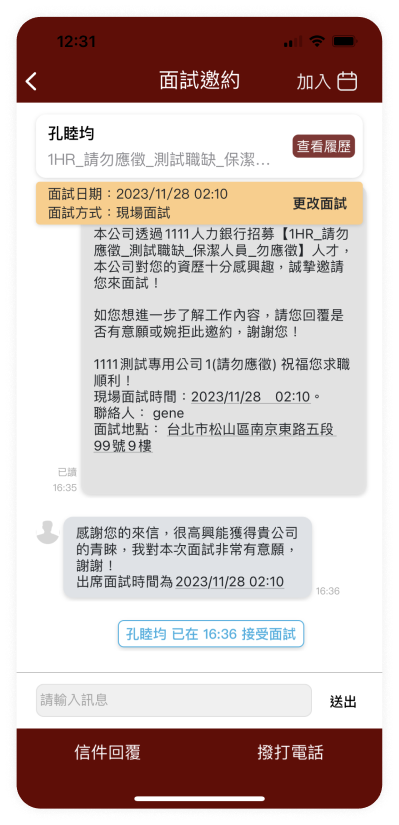 12:31
面試邀約
加入
孔睦均
1HR_請勿應徵_測試職缺_保潔...
查看履歷
面試日期：2023/11/28 02:10
面試方式：現場面試
更改面試
本公司透過1111人力銀行招募【1HR_請勿
應徵_測試職缺_保潔人員_勿應徵】人才，
本公司對您的資歷十分感興趣，誠摯邀請
您來面試！
如您想進一步了解工作內容，請您回覆是
否有意願或婉拒此邀約，謝謝您！
1111測試專用公司1(請勿應徵) 祝福您求職
順利！
現場面試時間：2023/11/28 02:10。
聯絡人： gene
面試地點： 台北市松山區南京東路五段
99號9樓
已讀
16:35
感謝您的來信，很高興能獲得貴公司
的青睞，我對本次面試非常有意願，
謝謝！
出席面試時間為2023/11/28 02:10
16:36
孔睦均 已在 16:36 接受面試
請輸入訊息
送出
信件回覆
撥打電話